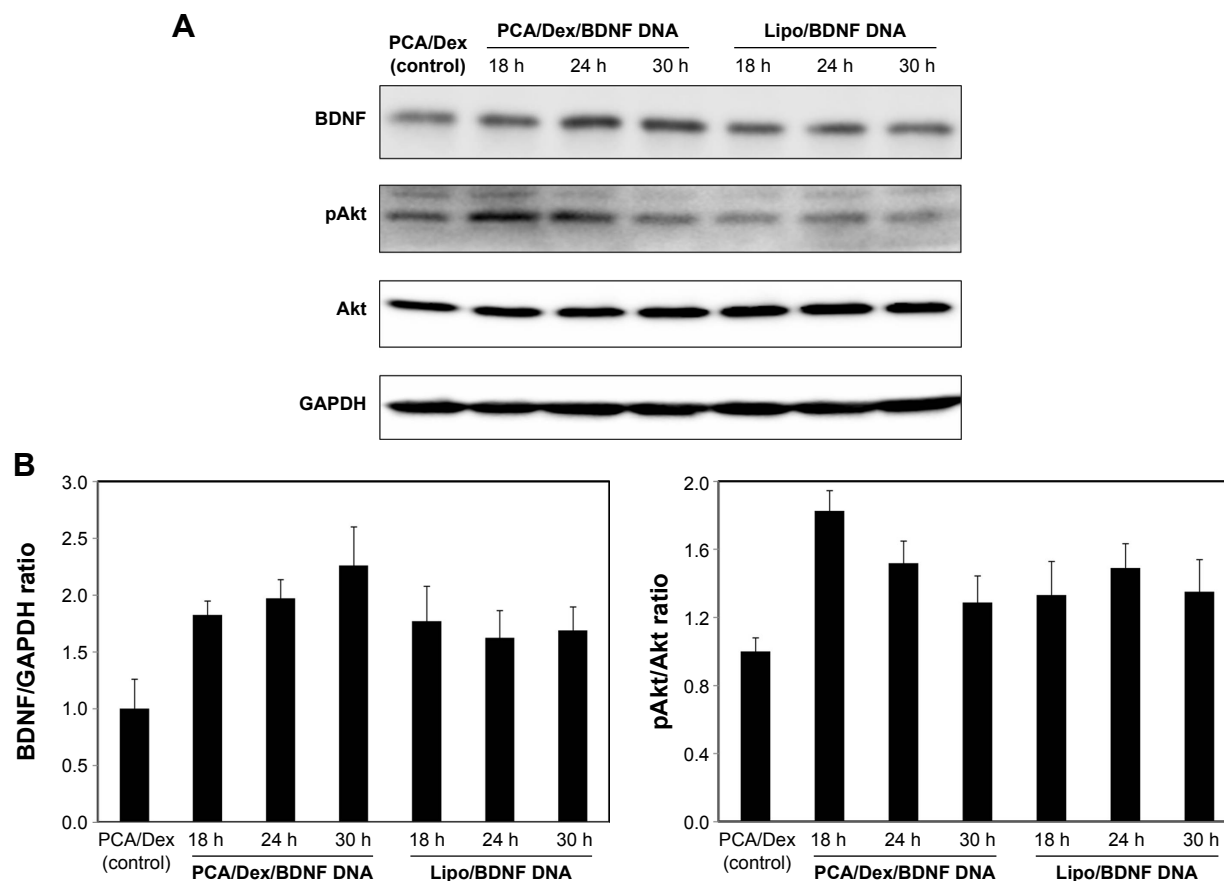 A
PCA/Dex
(control)
PCA/Dex/BDNF DNA
Lipo/BDNF DNA
18 h 24 h 30 h 18 h 24 h 30 h
BDNF
pAkt
Akt
GAPDH
B
BDNF/GAPDH ratio
3.0
2.5
2.0
1.5
1.0
0.5
0.0
PCA/Dex
(control)
18 h 24 h 30 h 18 h 24 h 30 h
PCA/Dex/BDNF DNA Lipo/BDNF DNA
pAkt/Akt ratio
2.0
1.6
1.2
0.8
0.4
0.0
PCA/Dex
(control)
18 h 24 h 30 h 18 h 24 h 30 h
PCA/Dex/BDNF DNA Lipo/BDNF DNA